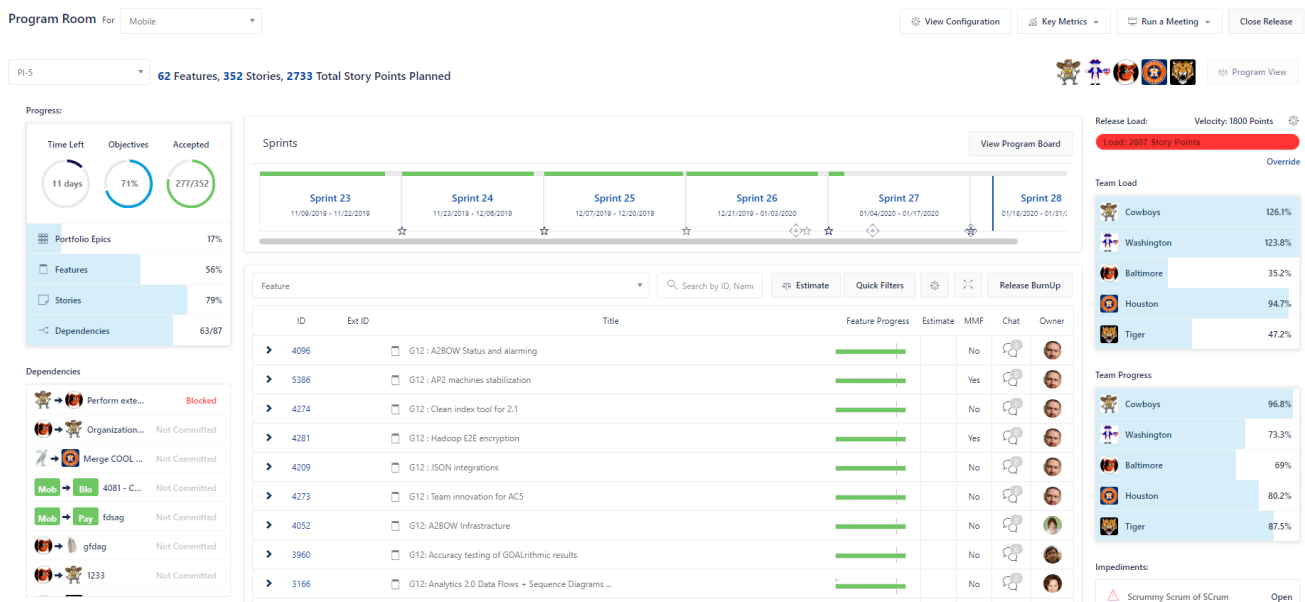 Program Room For Mobile
View Configuration Key Metrics Run a Meeting Close Release
PI-5 62 Features, 352 Stories, 2733 Total Story Points Planned
Program View
Progress:
Time Left Objectives Accepted
11 days 71% 277/352
Portfolio Epics 17%
Features 56%
Stories 79%
Dependencies 63/87
Dependencies
Perform exte... Blocked
Organization... Not Committed
Merge COOL ... Not Committed
Mob Blo 4081 - C... Not Committed
Mob Pay fdsag Not Committed
gfdag Not Committed
1233 Not Committed
Sprints View Program Board
Sprint 23 Sprint 24 Sprint 25 Sprint 26 Sprint 27 Sprint 28
11/09/2019 - 11/22/2019 11/23/2019 - 12/06/2019 12/07/2019 - 12/20/2019 12/21/2019 - 01/03/2020 01/04/2020 - 01/17/2020 01/18/2020 - 01/31/
Feature Search by ID, Name Estimate Quick Filters Release BurnUp
ID Ext ID Title Feature Progress Estimate MMF Chat Owner
4096 G12 : A2BOW Status and alarming No 0
5386 G12 : AP2 machines stabilization Yes 0
4274 G12 : Clean index tool for 2.1 No 0
4281 G12 : Hadoop E2E encryption Yes 0
4209 G12 : JSON integrations No 0
4273 G12 : Team innovation for AC5 No 0
4052 G12: A2BOW Infrastructure No 0
3960 G12: Accuracy testing of GOALrithmic results No 0
3166 G12: Analytics 2.0 Data Flows + Sequence Diagrams ... No 0
Release Load: Velocity: 1800 Points
Load: 2607 Story Points
Override
Team Load
Cowboys 126.1%
Washington 123.8%
Baltimore 35.2%
Houston 94.7%
Tiger 47.2%
Team Progress
Cowboys 96.8%
Washington 73.3%
Baltimore 69%
Houston 80.2%
Tiger 87.5%
Impediments:
Scrummy Scrum of SCrum Open